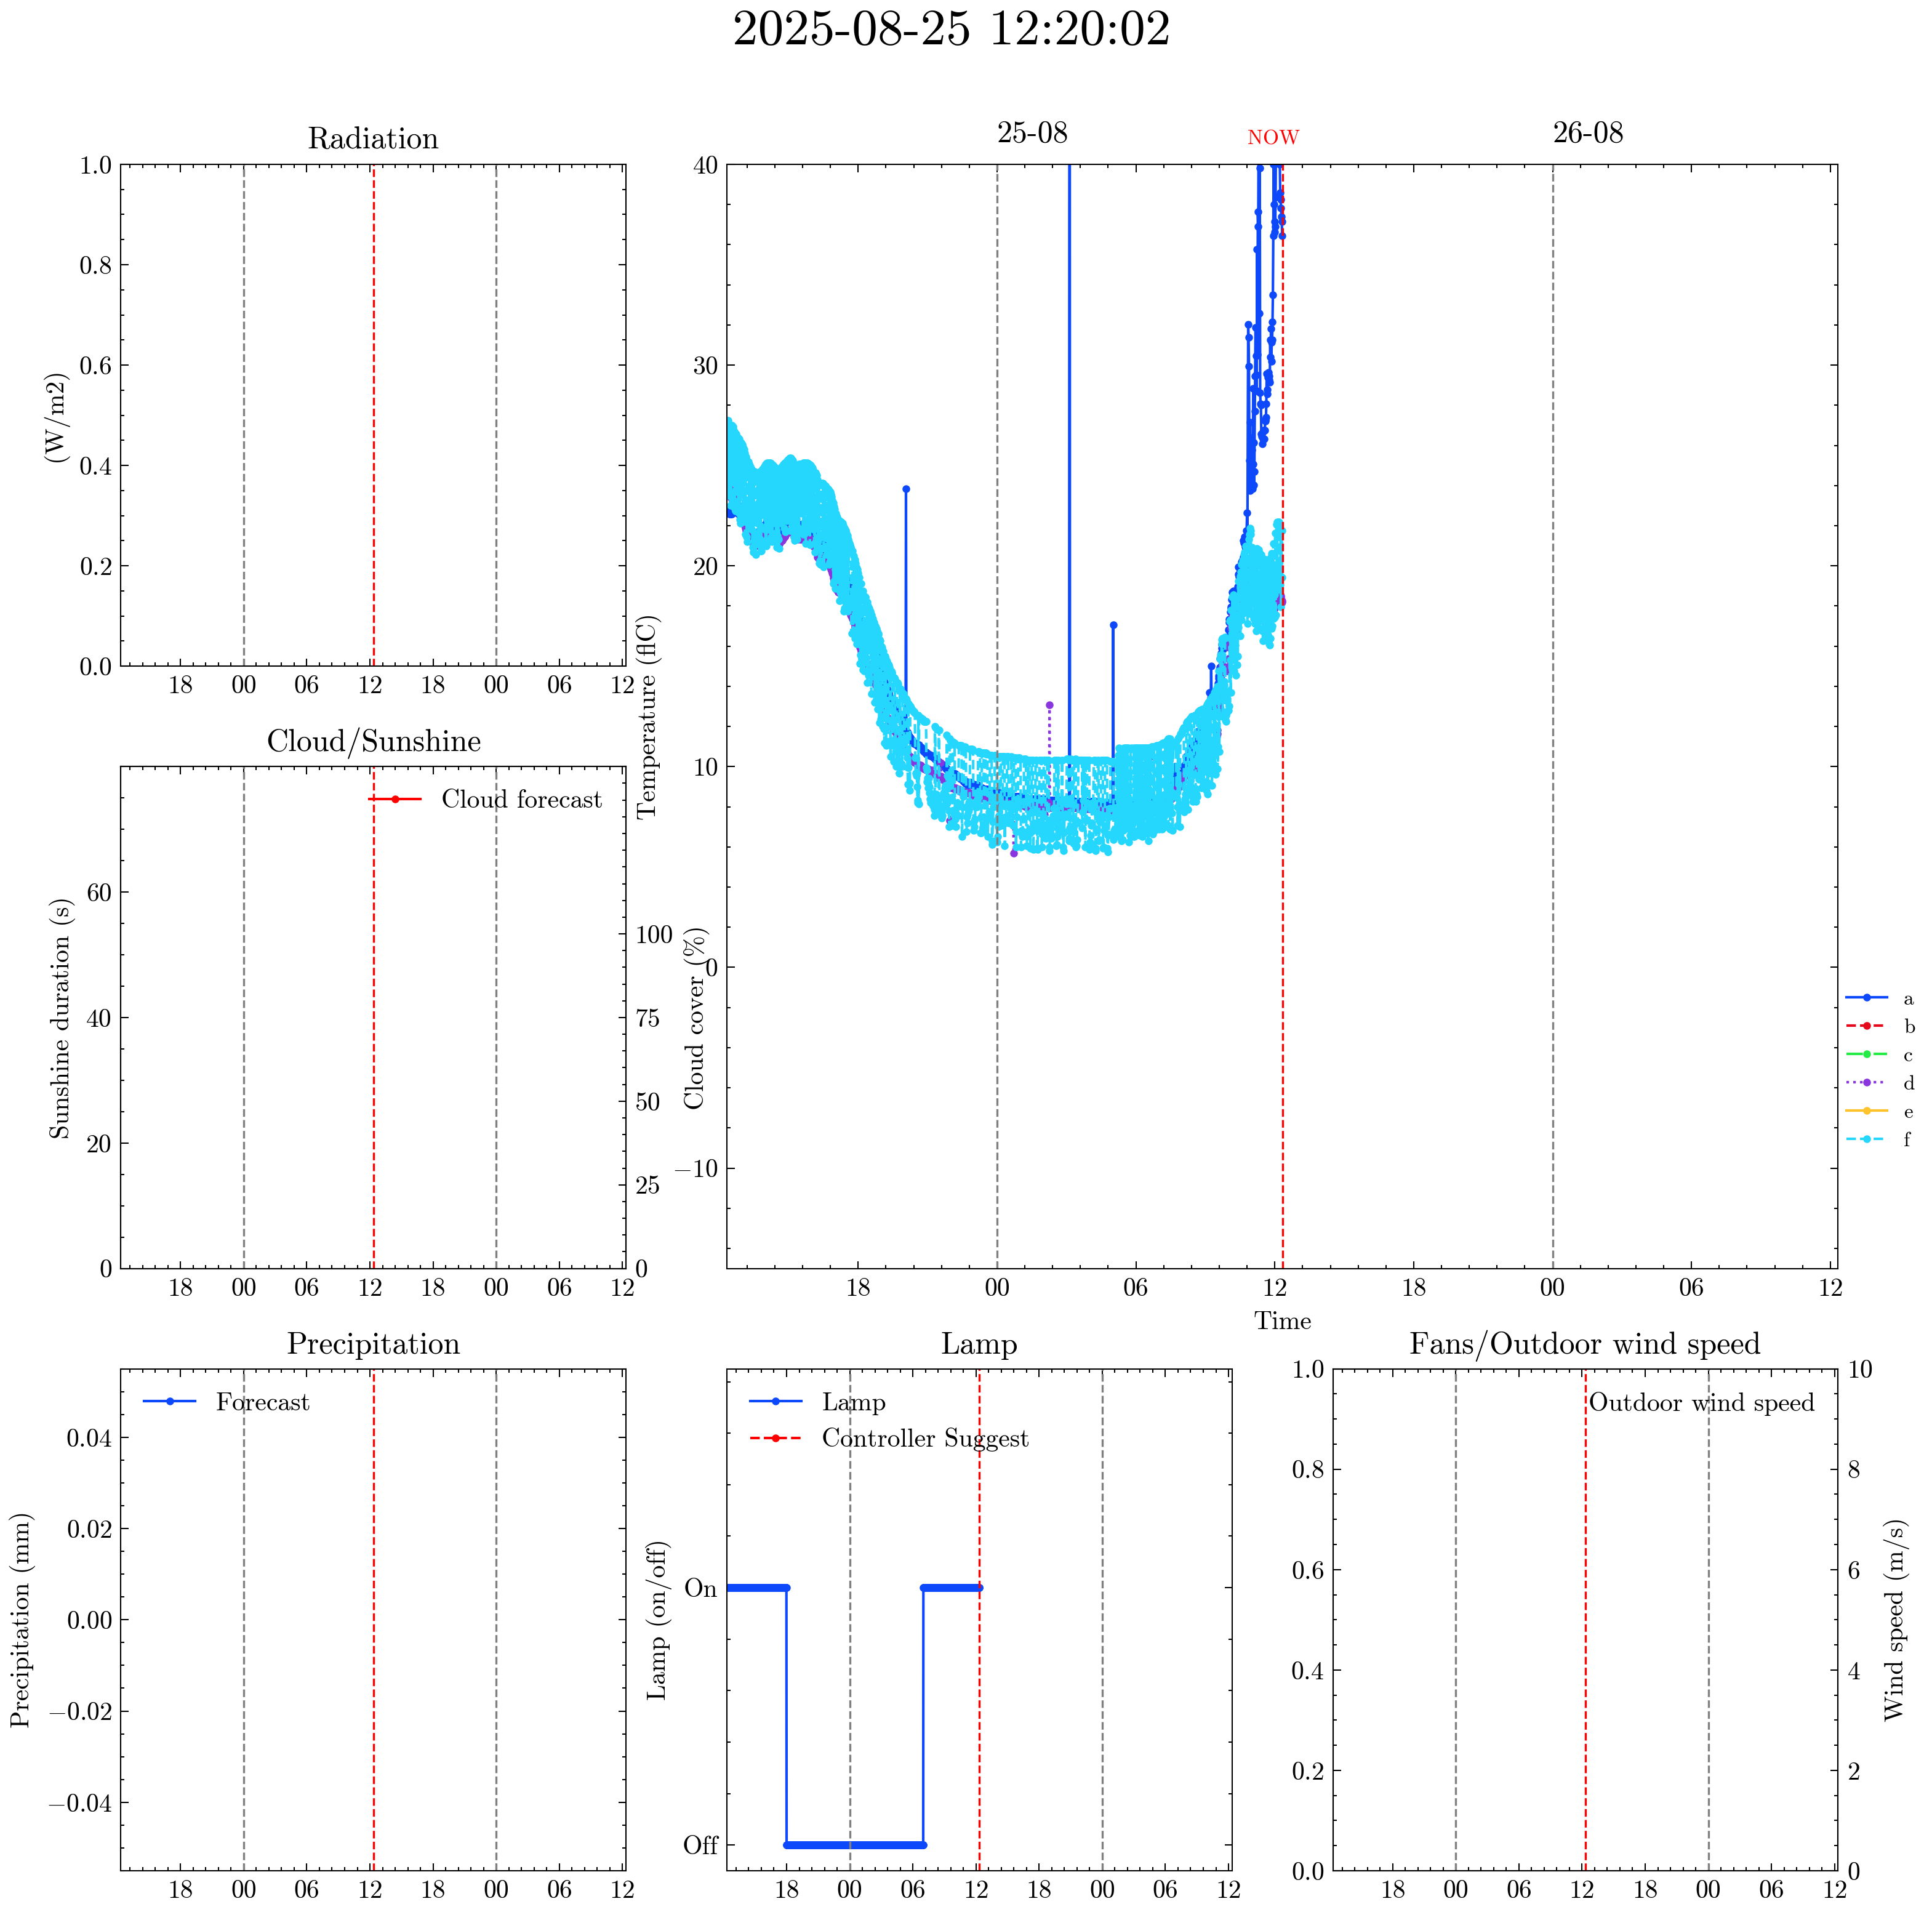 2025-08-25 12:20:02
Radiation
1.0
0.8
0.6
0.4
0.2
0.0
(W/m2)
18 00 06 12 18 00 06 12
25-08
NOW
26-08
40
30
20
10
0
−10
Temperature (flC)
18 00 06 12 18 00 06 12
Time
a
b
c
d
e
f
Cloud/Sunshine
Cloud forecast
60
40
20
0
Sunshine duration (s)
100
75
50
25
0
Cloud cover (%)
18 00 06 12 18 00 06 12
Precipitation
Forecast
0.04
0.02
0.00
−0.02
−0.04
Precipitation (mm)
18 00 06 12 18 00 06 12
Lamp
Lamp
Controller Suggest
On
Off
Lamp (on/off)
18 00 06 12 18 00 06 12
Fans/Outdoor wind speed
Outdoor wind speed
1.0
0.8
0.6
0.4
0.2
0.0
10
8
6
4
2
0
Wind speed (m/s)
18 00 06 12 18 00 06 12